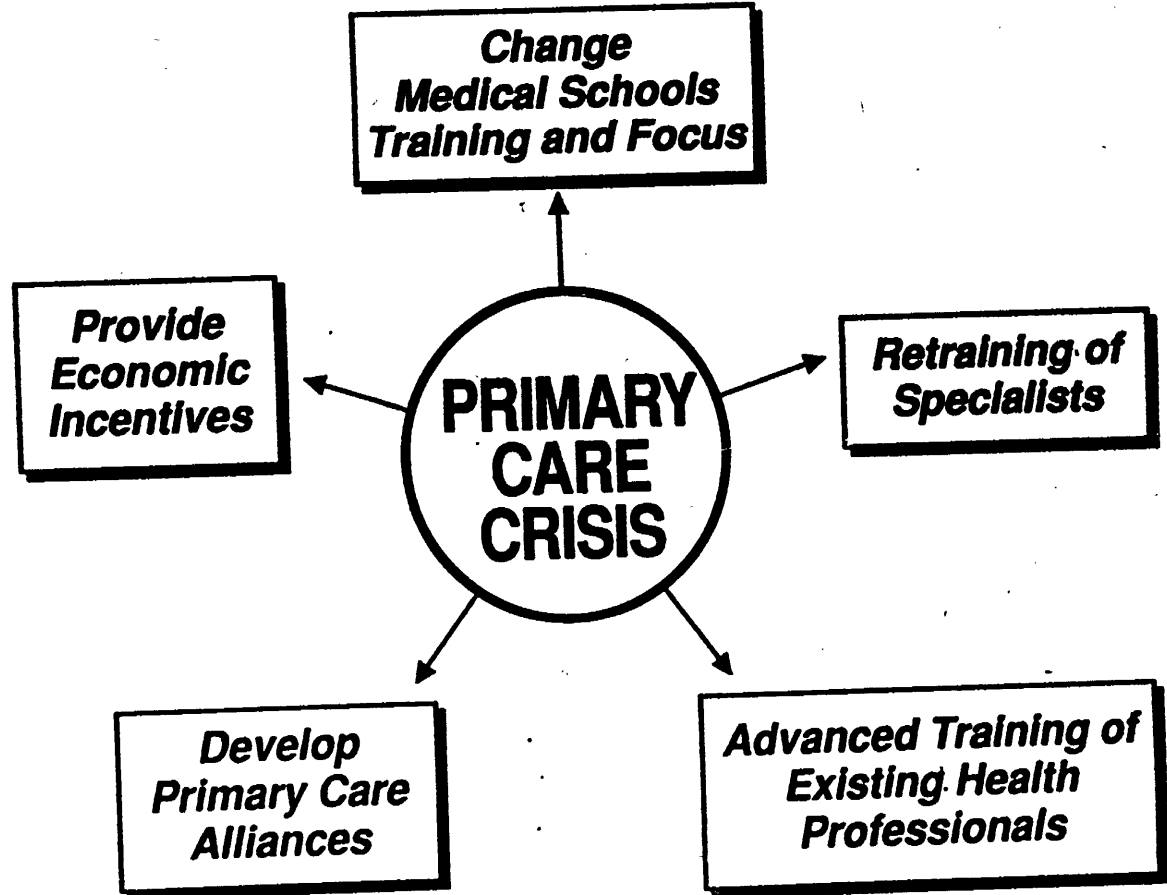 Change
Medical Schools
Training and Focus
Provide
Economic
Incentives
PRIMARY
CARE
CRISIS
Retraining of
Specialists
Develop
Primary Care
Alliances
Advanced Training of
Existing Health
Professionals